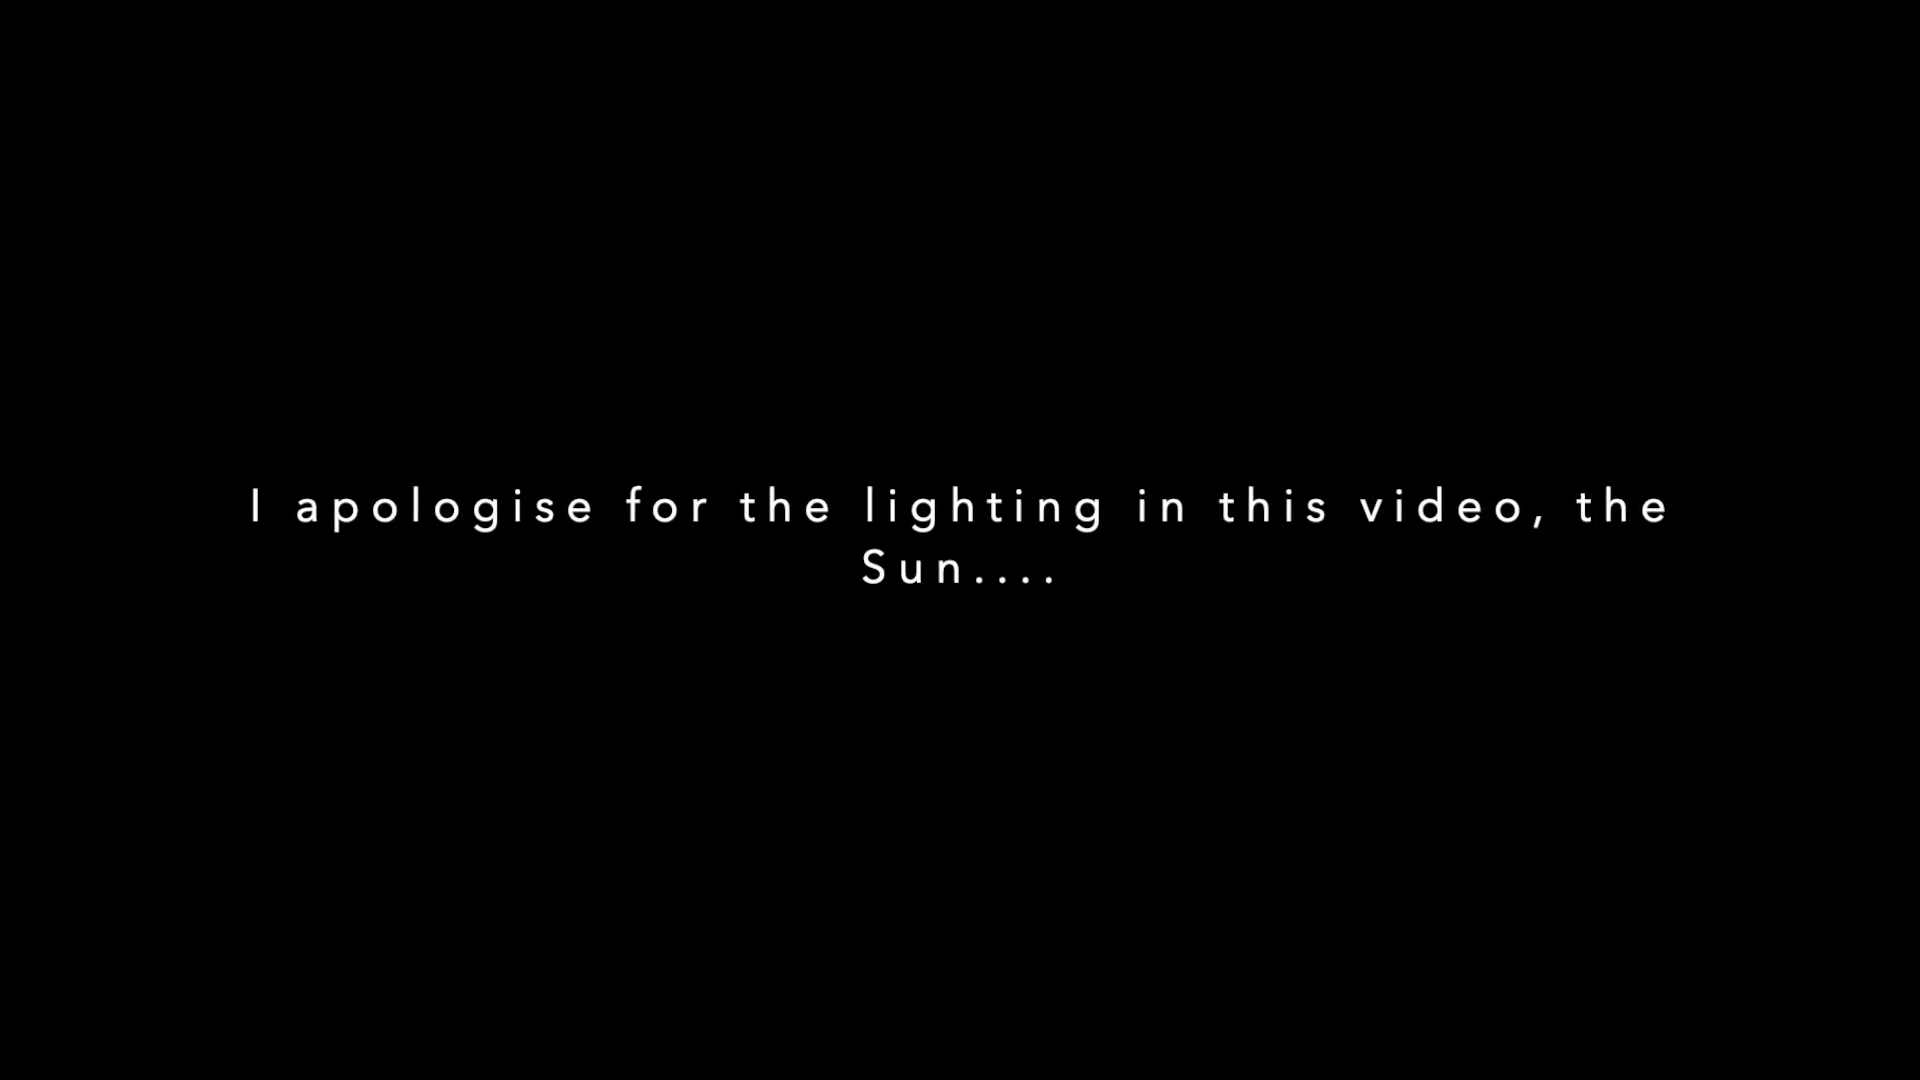 I apologise for the lighting in this video, the
Sun....